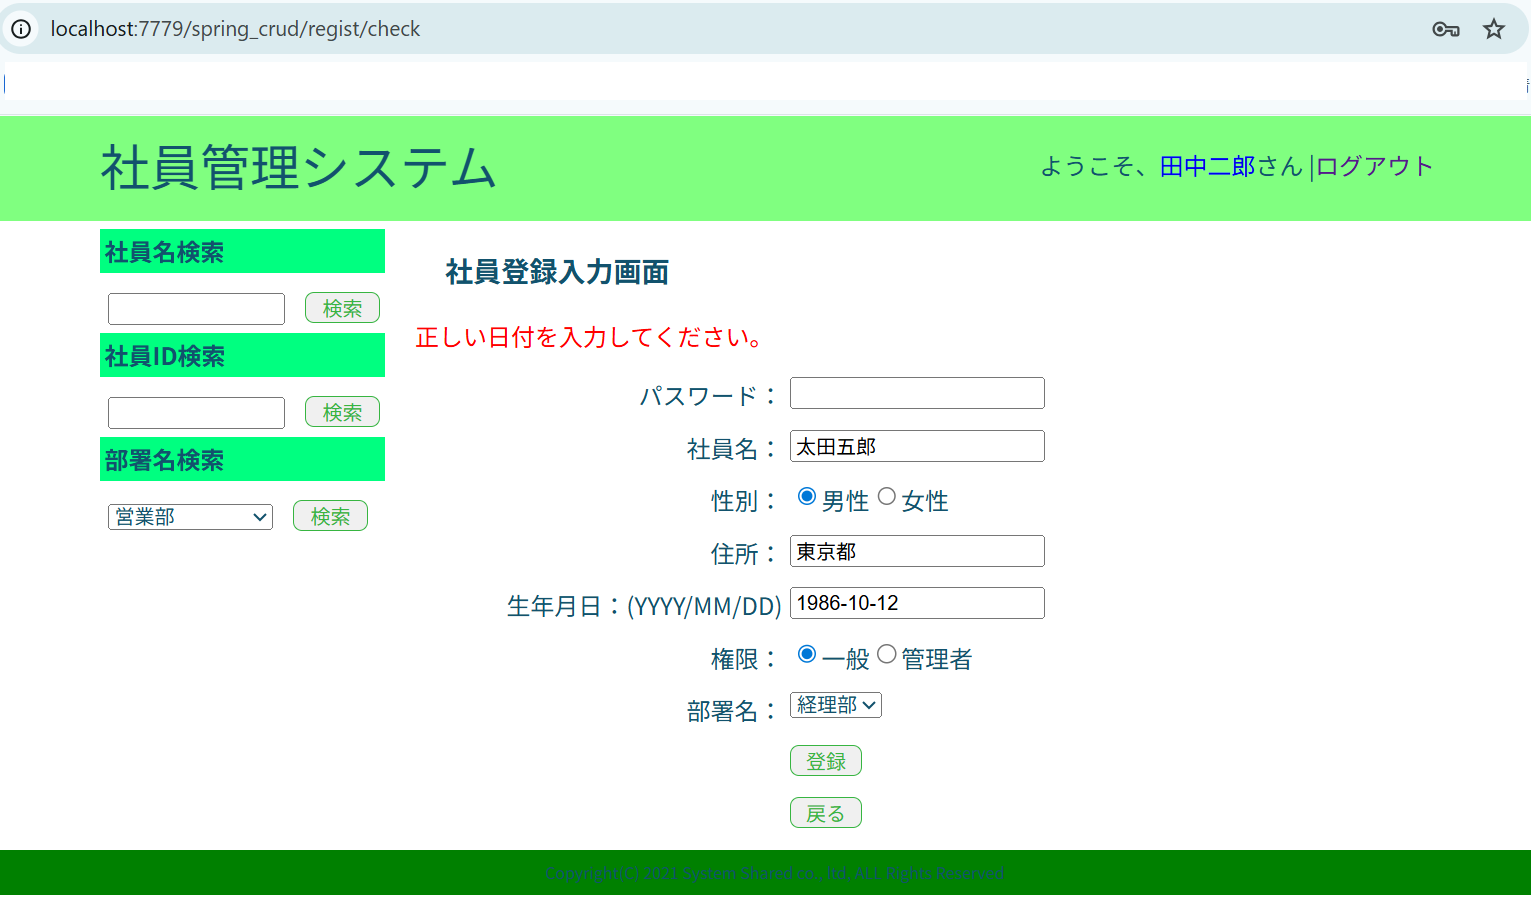 localhost:7779/spring_crud/regist/check
社員管理システム
ようこそ、田中二郎さん |ログアウト
社員名検索
検索
社員ID検索
検索
部署名検索
営業部 検索
社員登録入力画面
正しい日付を入力してください。
パスワード：
社員名： 太田五郎
性別： 男性 女性
住所： 東京都
生年月日：(YYYY/MM/DD) 1986-10-12
権限： 一般 管理者
部署名： 経理部
登録
戻る
Copyright(C) 2021 System Shared co., ltd. ALL Rights Reserved